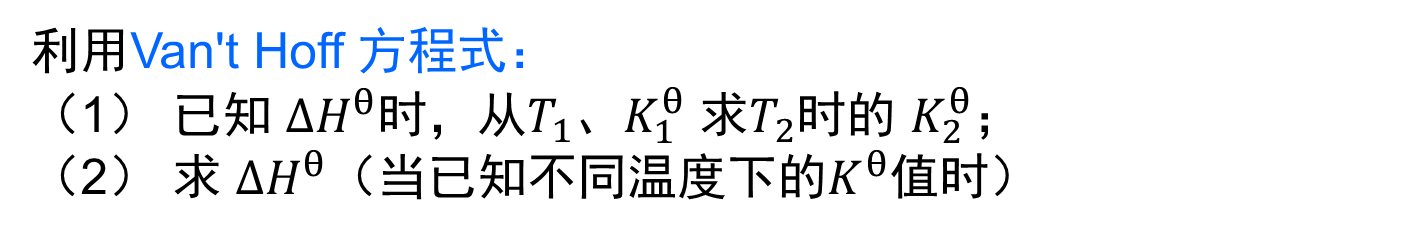 利用Van't Hoff 方程式：
（1） 已知 ΔH^θ时，从T₁、K₁^θ 求T₂时的 K₂^θ；
（2） 求 ΔH^θ（当已知不同温度下的K^θ值时）